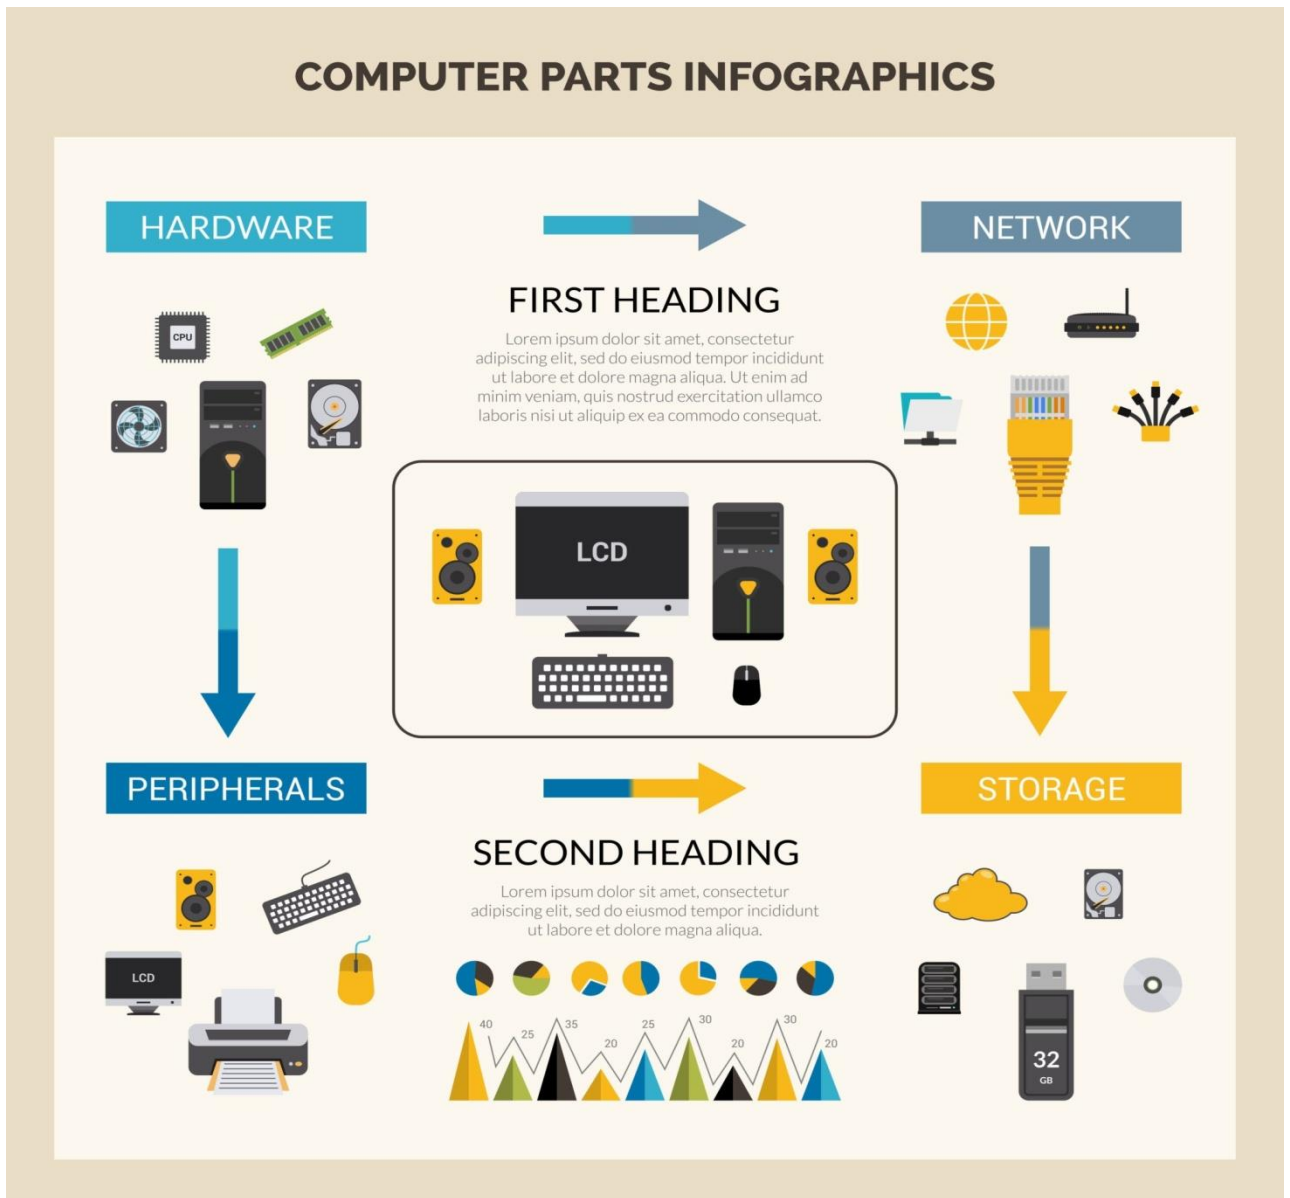 COMPUTER PARTS INFOGRAPHICS
HARDWARE
NETWORK
FIRST HEADING
Lorem ipsum dolor sit amet, consectetur
adipiscing elit, sed do eiusmod tempor incididunt
ut labore et dolore magna aliqua. Ut enim ad
minim veniam, quis nostrud exercitation ullamco
laboris nisi ut aliquip ex ea commodo consequat.
CPU
LCD
PERIPHERALS
STORAGE
SECOND HEADING
Lorem ipsum dolor sit amet, consectetur
adipiscing elit, sed do eiusmod tempor incididunt
ut labore et dolore magna aliqua.
LCD
40
25
35
20
25
30
20
30
20
32
GB